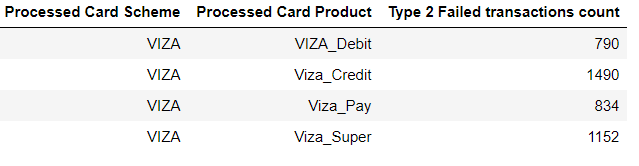 Processed Card Scheme Processed Card Product Type 2 Failed transactions count
VIZA VIZA_Debit 790
VIZA Viza_Credit 1490
VIZA Viza_Pay 834
VIZA Viza_Super 1152